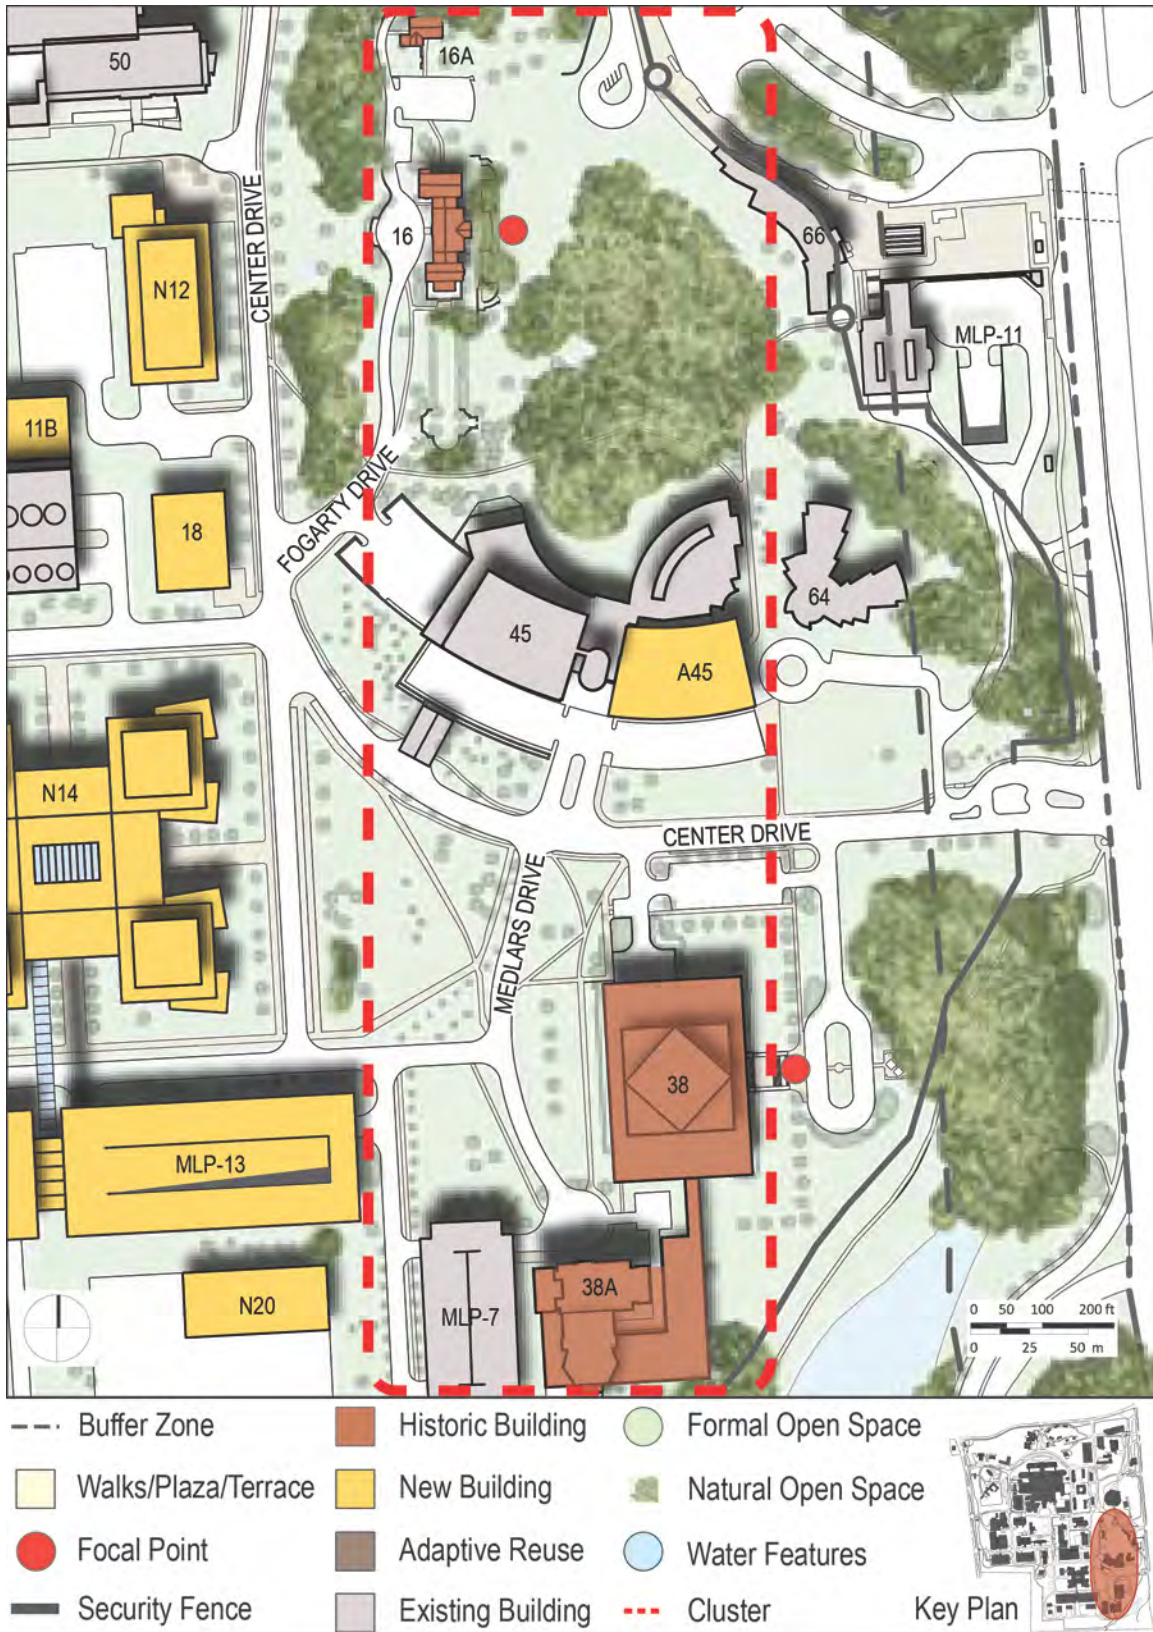 50
16A
CENTER DRIVE
16
66
N12
MLP-11
11B
FOGARTY DRIVE
18
45
64
A45
N14
CENTER DRIVE
MEDLARS DRIVE
38
MLP-13
38A
N20
MLP-7
0 50 100 200 ft
0 25 50 m
Buffer Zone
Historic Building
Formal Open Space
Walks/Plaza/Terrace
New Building
Natural Open Space
Focal Point
Adaptive Reuse
Water Features
Security Fence
Existing Building
Cluster
Key Plan